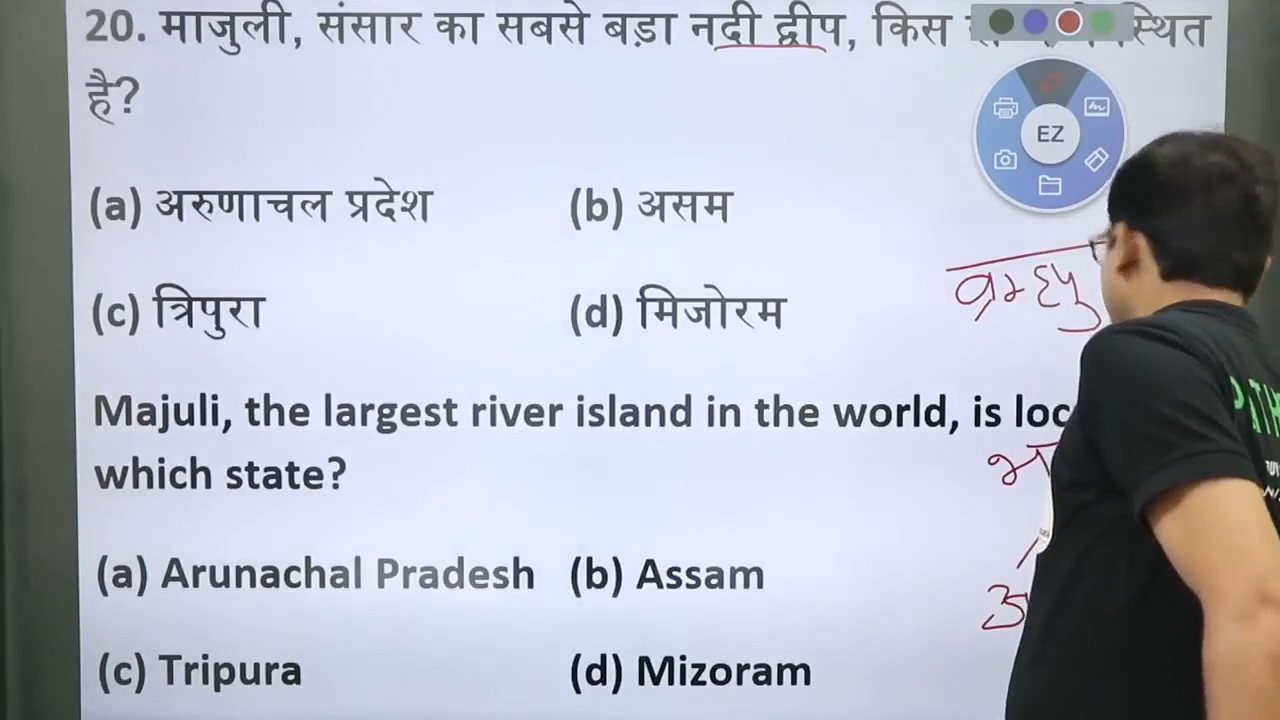 20. माजुली, संसार का सबसे बड़ा नदी द्वीप, किस
है?
EZ
(a) अरुणाचल प्रदेश (b) असम
(c) त्रिपुरा (d) मिजोरम
Majuli, the largest river island in the world, is
which state?
(a) Arunachal Pradesh (b) Assam
(c) Tripura (d) Mizoram